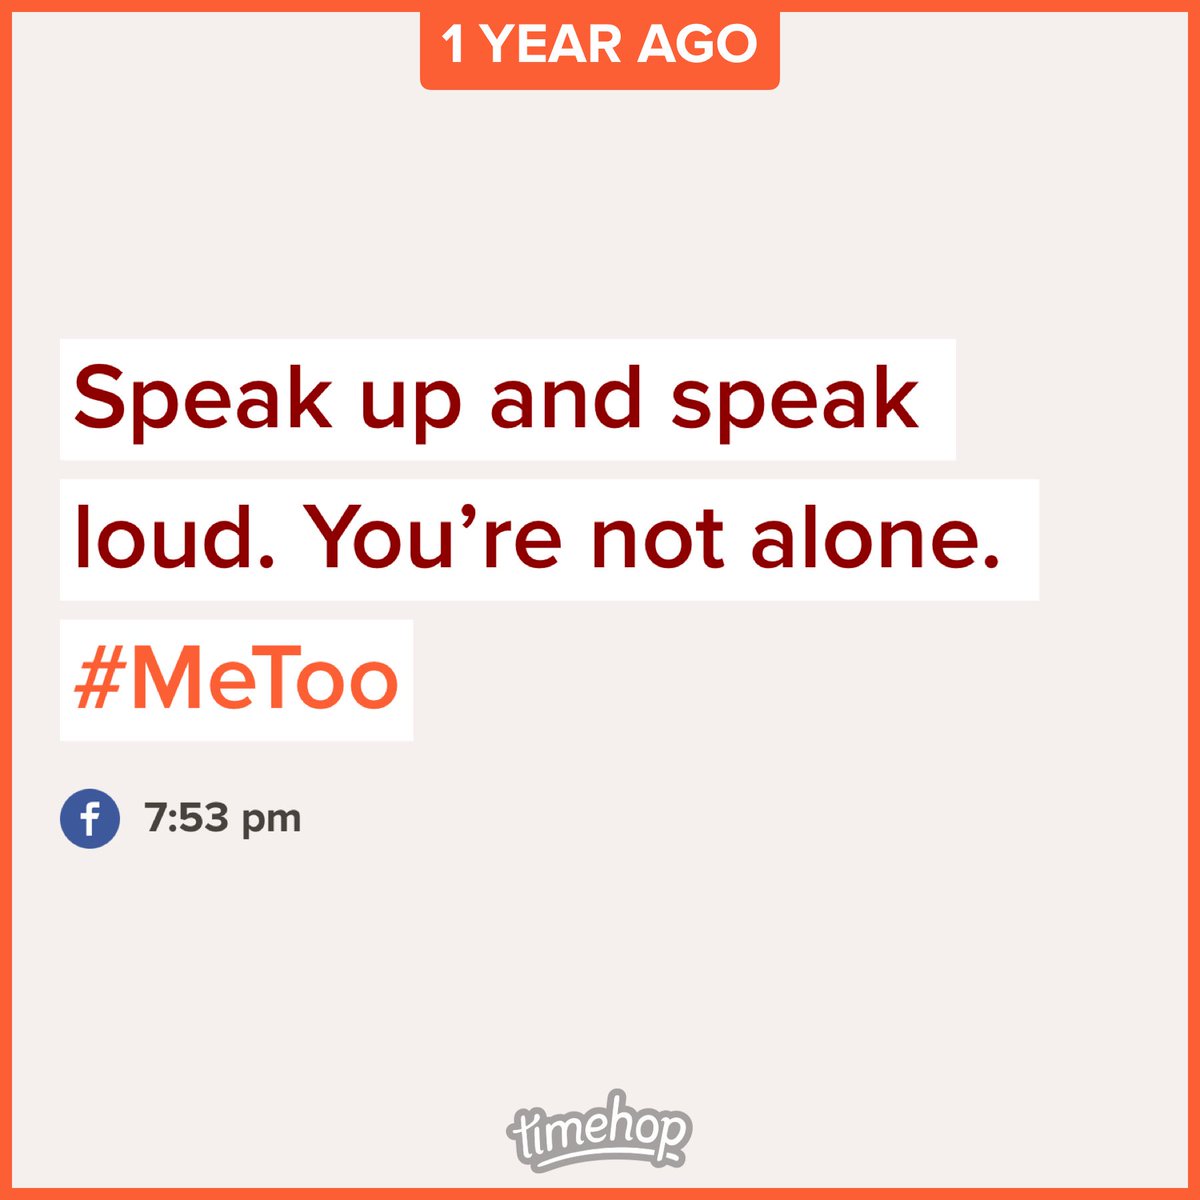 1 YEAR AGO
Speak up and speak
loud. You’re not alone.
#MeToo
f 7:53 pm
timehop